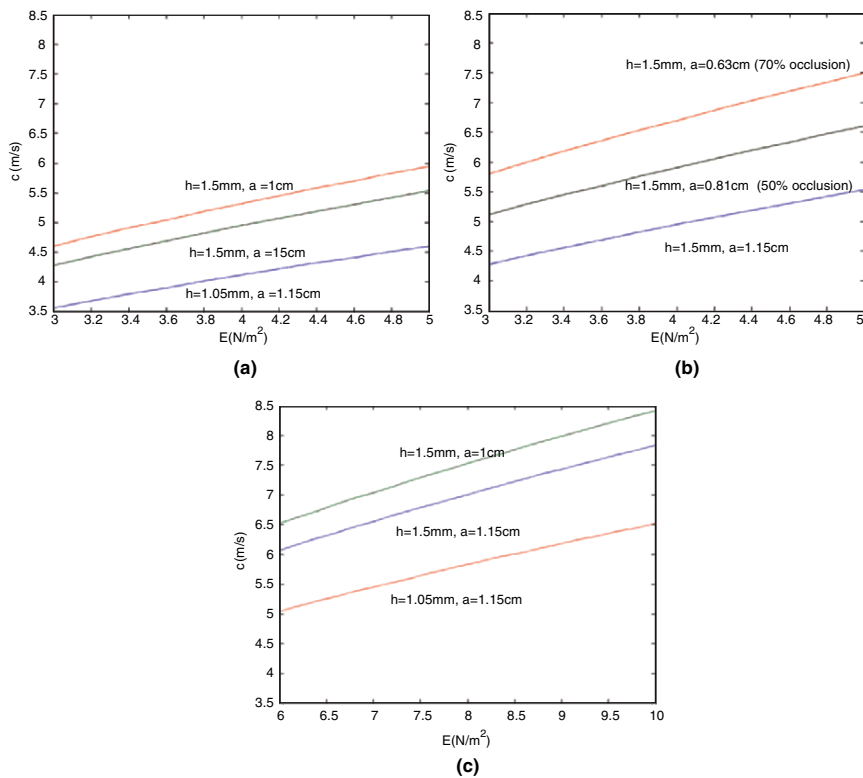 8.5
8
7.5
7
6.5
6
5.5
5
4.5
4
3.5
c (m/s)
h=1.5mm, a =1cm
h=1.5mm, a=15cm
h=1.05mm, a=1.15cm
3 3.2 3.4 3.6 3.8 4 4.2 4.4 4.6 4.8 5
E(N/m²)
(a)
8.5
8
7.5
7
6.5
6
5.5
5
4.5
4
3.5
c (m/s)
h=1.5mm, a=0.63cm (70% occlusion)
h=1.5mm, a=0.81cm (50% occlusion)
h=1.5mm, a=1.15cm
3 3.2 3.4 3.6 3.8 4 4.2 4.4 4.6 4.8 5
E(N/m²)
(b)
8.5
8
7.5
7
6.5
6
5.5
5
4.5
4
3.5
c (m/s)
h=1.5mm, a=1cm
h=1.5mm, a=1.15cm
h=1.05mm, a=1.15cm
6 6.5 7 7.5 8 8.5 9 9.5 10
E(N/m²)
(c)